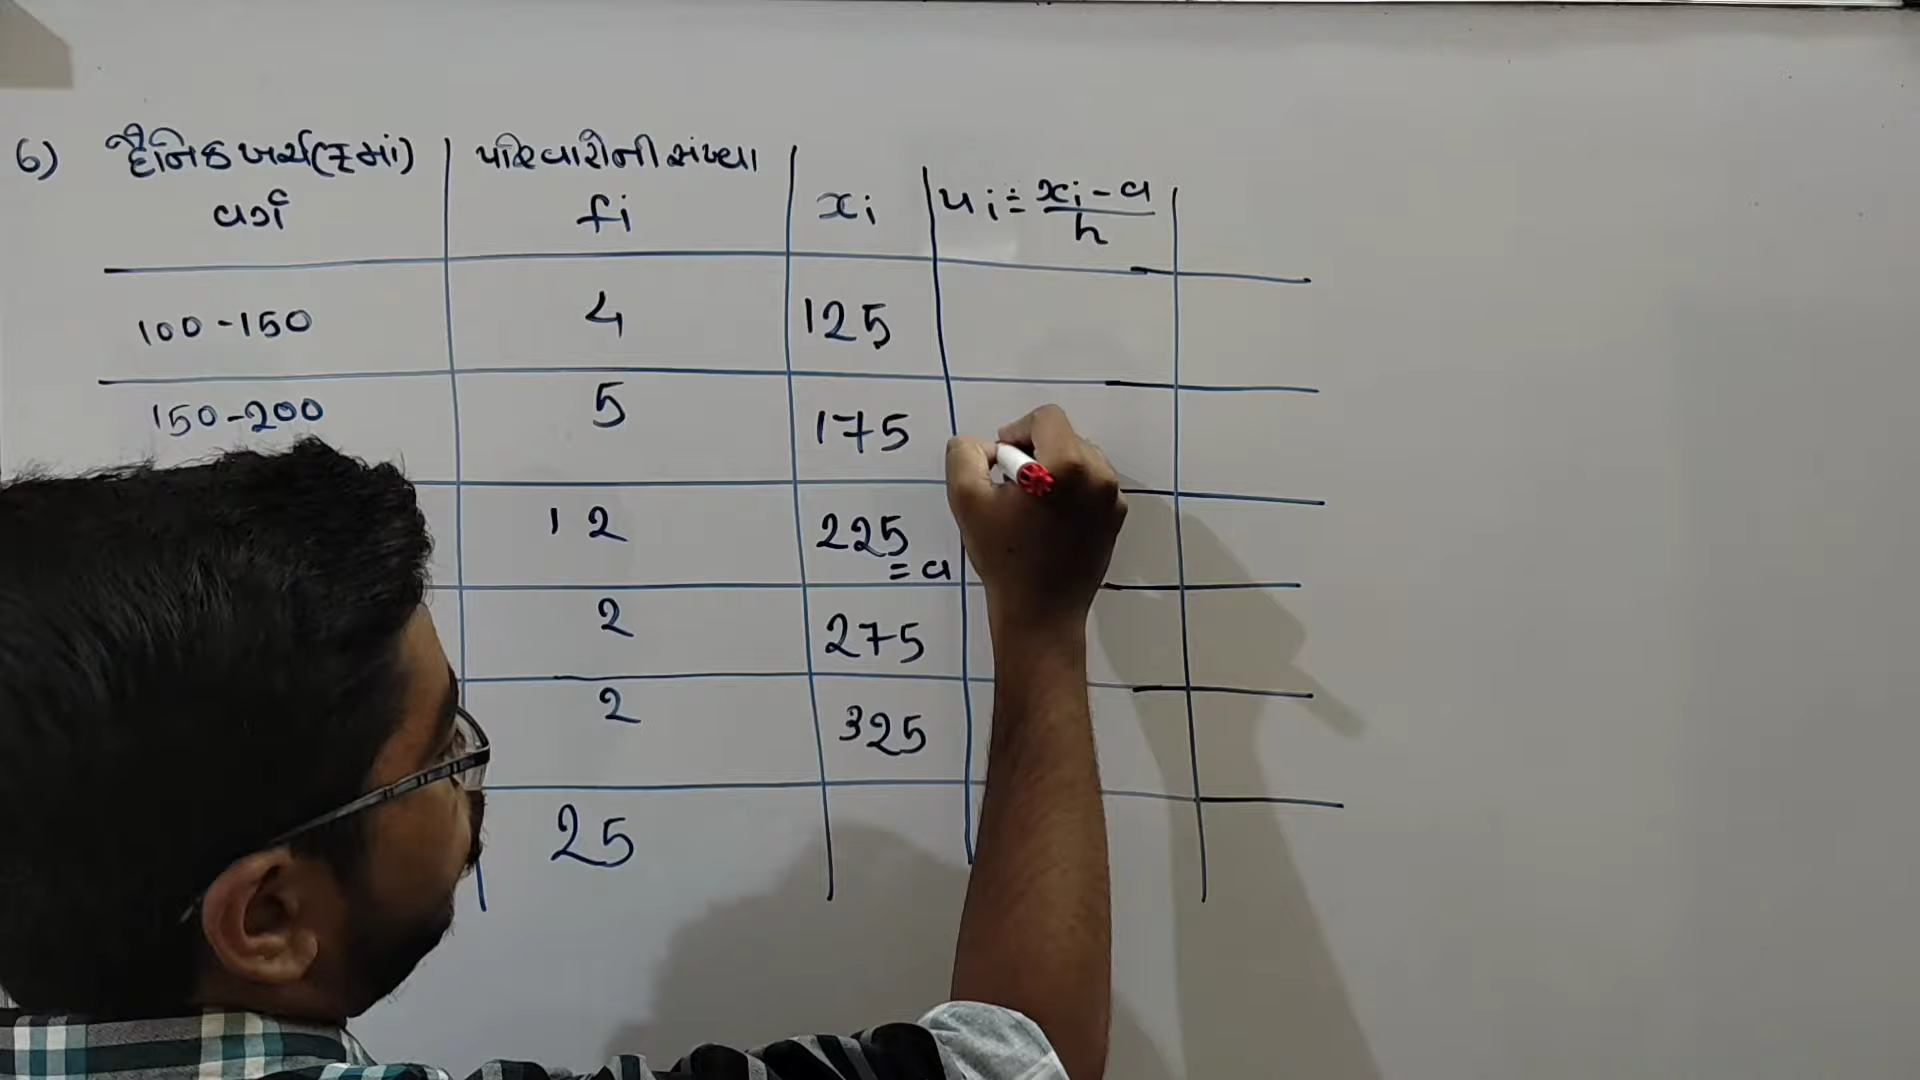 6) દૈનિક ખર્ચ(રૂમાં) પરિવારોની સંખ્યા
વર્ગ fi xi ui = xi - a / h
100-150 4 125
150-200 5 175
12 225 = a
2 275
2 325
25